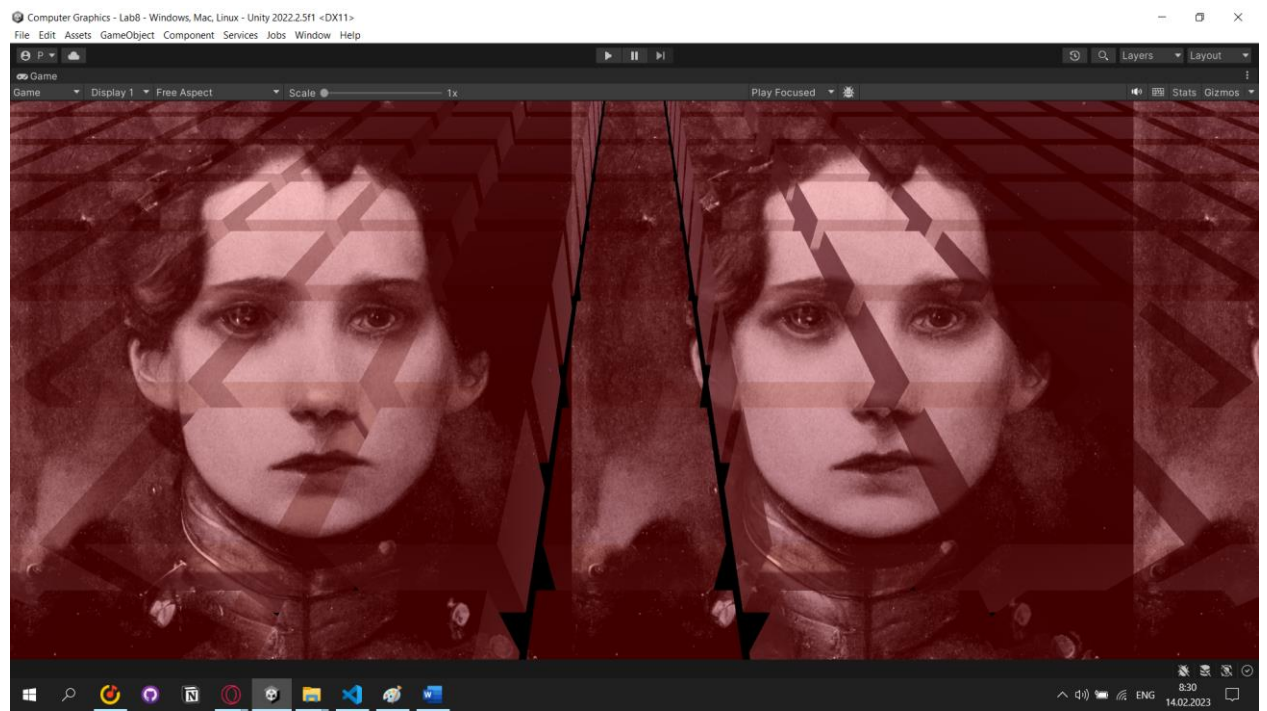 Computer Graphics - Lab8 - Windows, Mac, Linux - Unity 2022.2.5f1 <DX11>
File Edit Assets GameObject Component Services Jobs Window Help
P Layers Layout
Game
Game Display 1 Free Aspect Scale 1x Play Focused Stats Gizmos
ENG
8:30
14.02.2023